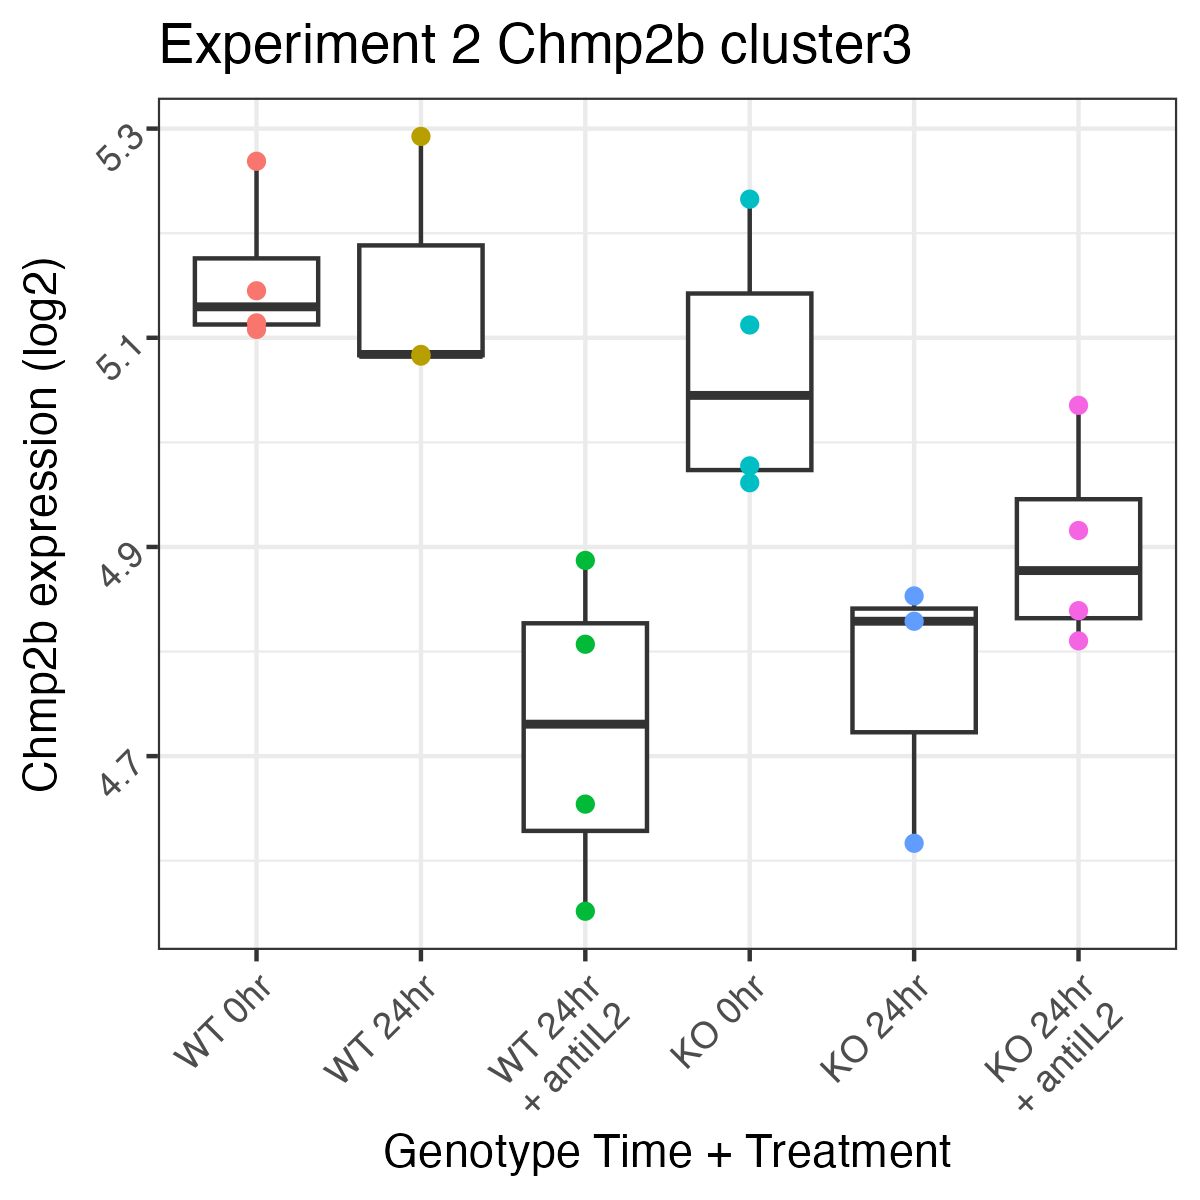 Experiment 2 Chmp2b cluster3
Chmp2b expression (log2)
5.3
5.1
4.9
4.7
WT 0hr
WT 24hr
WT 24hr
+ antiIL2
KO 0hr
KO 24hr
KO 24hr
+ antiIL2
Genotype Time + Treatment